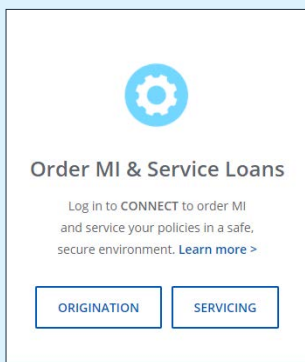 Order MI & Service Loans
Log in to CONNECT to order MI
and service your policies in a safe,
secure environment. Learn more >
ORIGINATION SERVICING